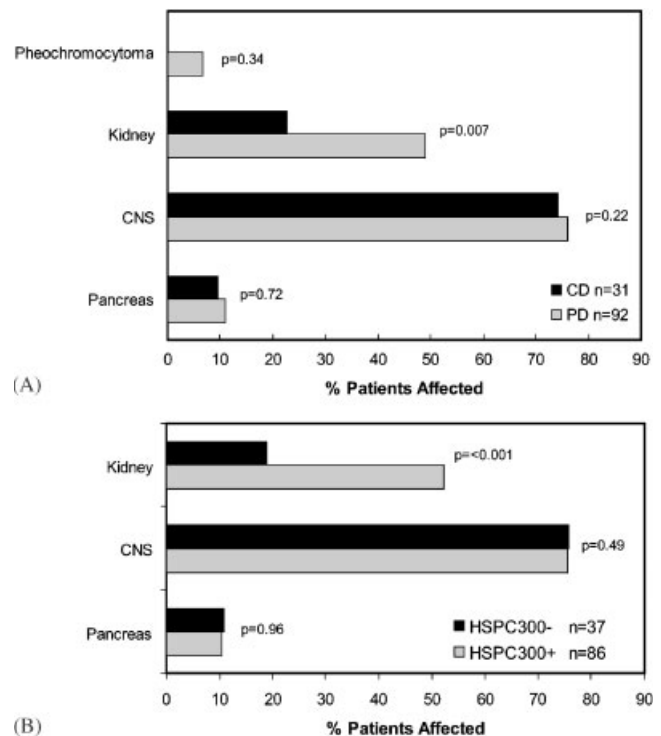 Pheochromocytoma
p=0.34
Kidney
p=0.007
CNS
p=0.22
Pancreas
p=0.72
CD n=31
PD n=92
0 10 20 30 40 50 60 70 80 90
(A)
% Patients Affected
Kidney
p=<0.001
CNS
p=0.49
Pancreas
p=0.96
HSPC300- n=37
HSPC300+ n=86
0 10 20 30 40 50 60 70 80 90
(B)
% Patients Affected